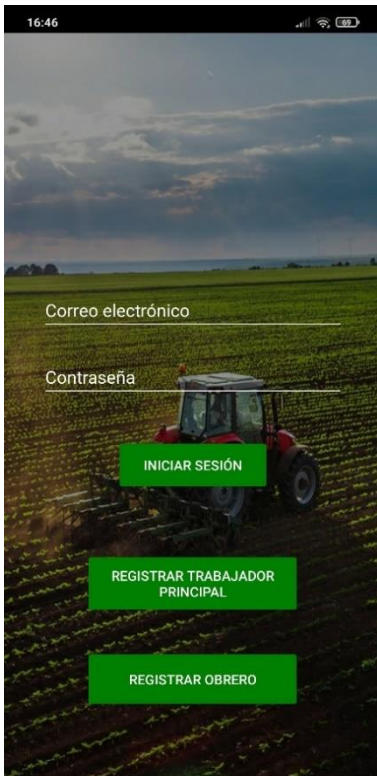 16:46
69
Correo electrónico
Contraseña
INICIAR SESIÓN
REGISTRAR TRABAJADOR
PRINCIPAL
REGISTRAR OBRERO